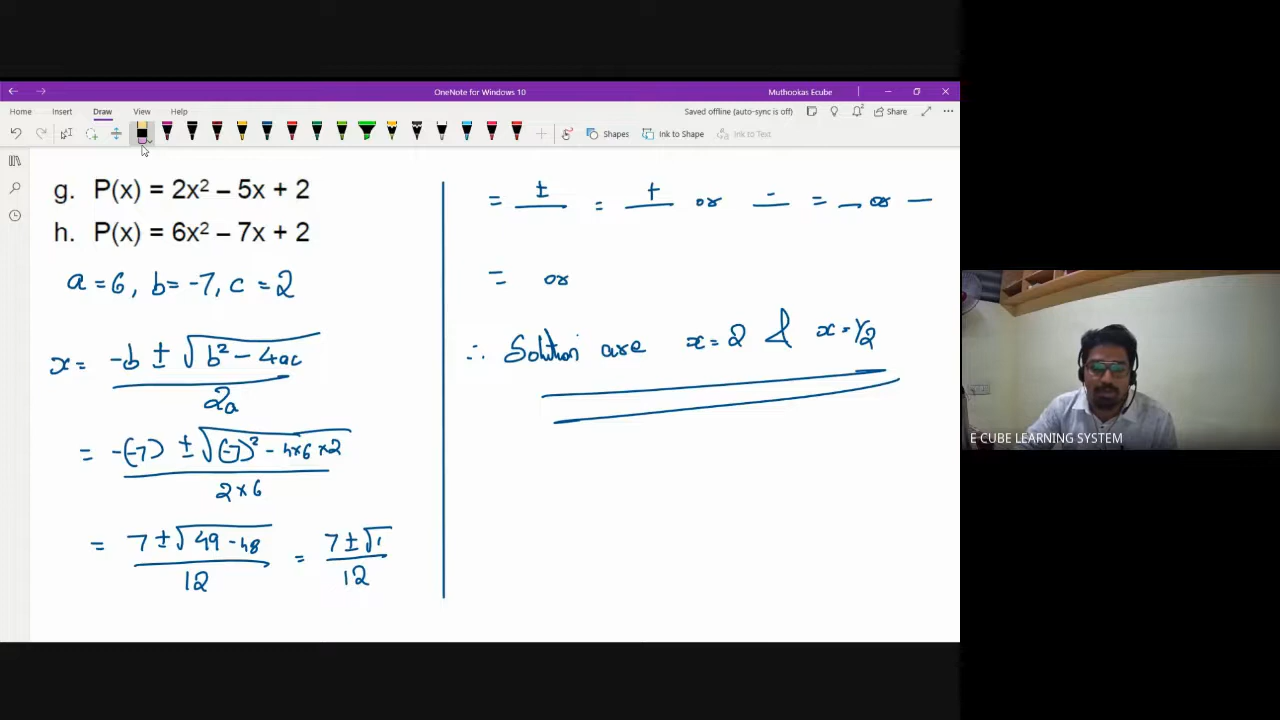 OneNote for Windows 10
Muthookas Ecube
Home Insert Draw View Help
Saved offline (auto-sync is off)
Share
Shapes
Ink to Shape
Ink to Text
g. P(x) = 2x² – 5x + 2
h. P(x) = 6x² – 7x + 2
a = 6, b = -7, c = 2
x = -b ± √b² - 4ac
2a
= -(-7) ± √(-7)² - 4×6×2
2×6
= 7 ± √49 - 48
12
= 7 ± √1
12
= ± = + or - = — or —
= or
∴ Solution are x = 2 & x = 1/2
E CUBE LEARNING SYSTEM